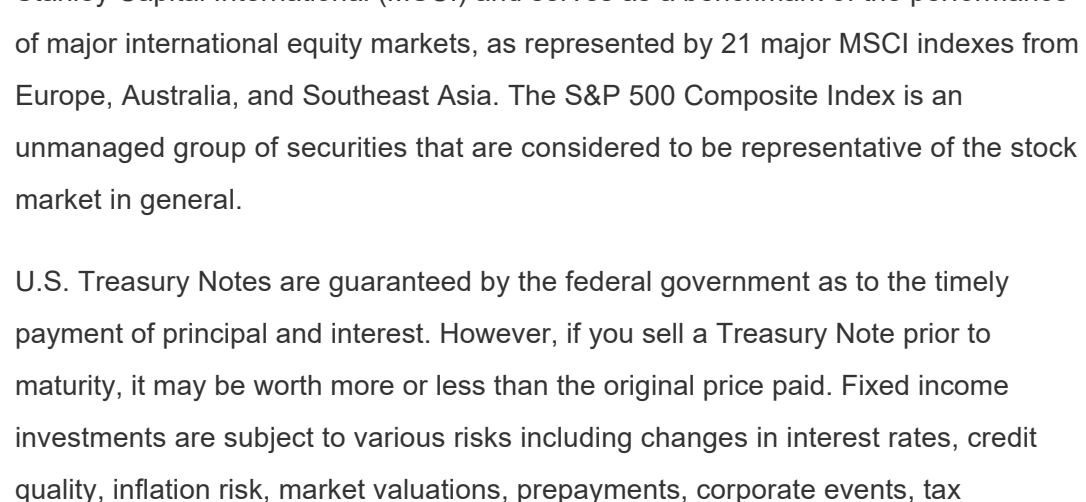 Stanley Capital International (MSCI) and serves as a benchmark of the performance
of major international equity markets, as represented by 21 major MSCI indexes from
Europe, Australia, and Southeast Asia. The S&P 500 Composite Index is an
unmanaged group of securities that are considered to be representative of the stock
market in general.
U.S. Treasury Notes are guaranteed by the federal government as to the timely
payment of principal and interest. However, if you sell a Treasury Note prior to
maturity, it may be worth more or less than the original price paid. Fixed income
investments are subject to various risks including changes in interest rates, credit
quality, inflation risk, market valuations, prepayments, corporate events, tax